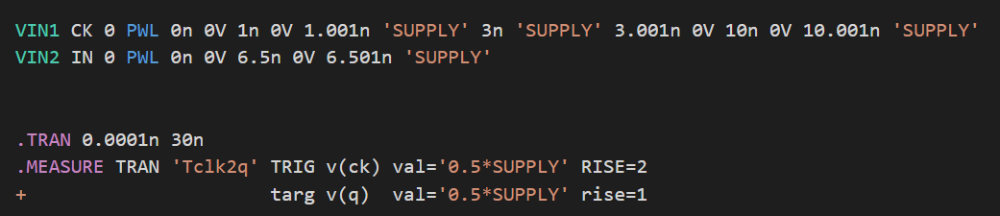 VIN1 CK 0 PWL 0n 0V 1n 0V 1.001n 'SUPPLY' 3n 'SUPPLY' 3.001n 0V 10n 0V 10.001n 'SUPPLY'
VIN2 IN 0 PWL 0n 0V 6.5n 0V 6.501n 'SUPPLY'
.TRAN 0.0001n 30n
.MEASURE TRAN 'Tclk2q' TRIG v(ck) val='0.5*SUPPLY' RISE=2
+ targ v(q) val='0.5*SUPPLY' rise=1